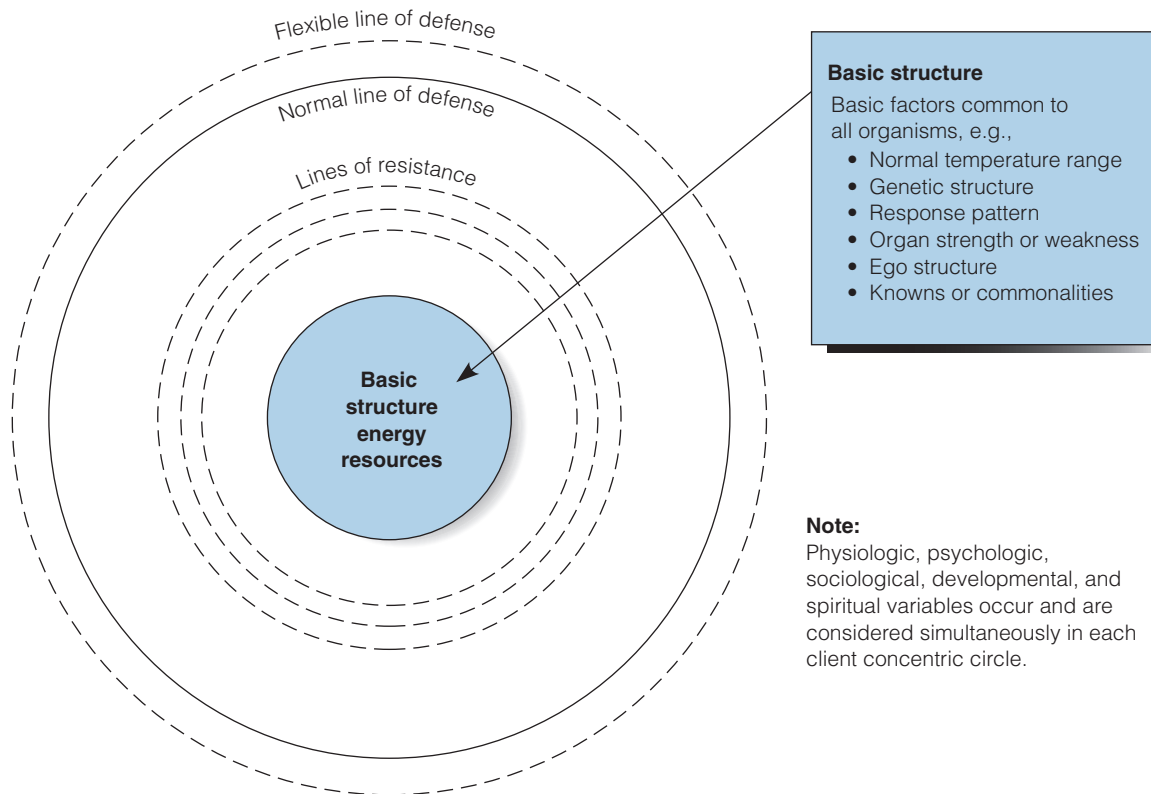 Flexible line of defense
Normal line of defense
Lines of resistance
Basic
structure
energy
resources
Basic structure
Basic factors common to
all organisms, e.g.,
• Normal temperature range
• Genetic structure
• Response pattern
• Organ strength or weakness
• Ego structure
• Knowns or commonalities
Note:
Physiologic, psychologic,
sociological, developmental, and
spiritual variables occur and are
considered simultaneously in each
client concentric circle.